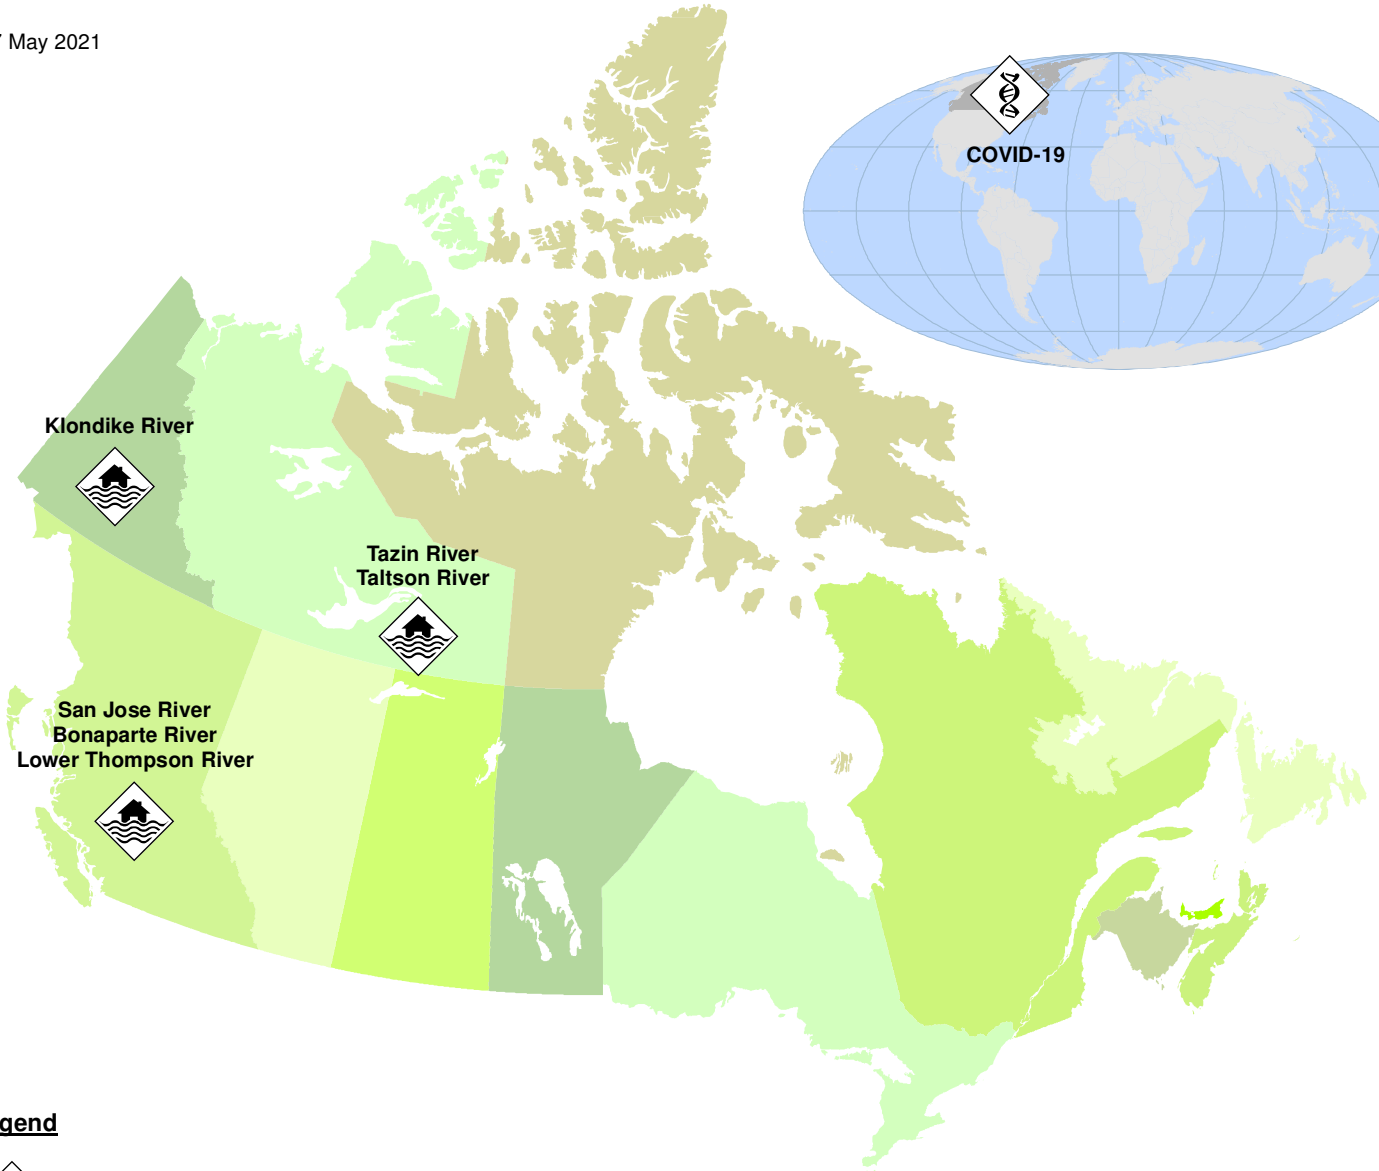 May 2021
COVID-19
Klondike River
Tazin River
Taltson River
San Jose River
Bonaparte River
Lower Thompson River
gend